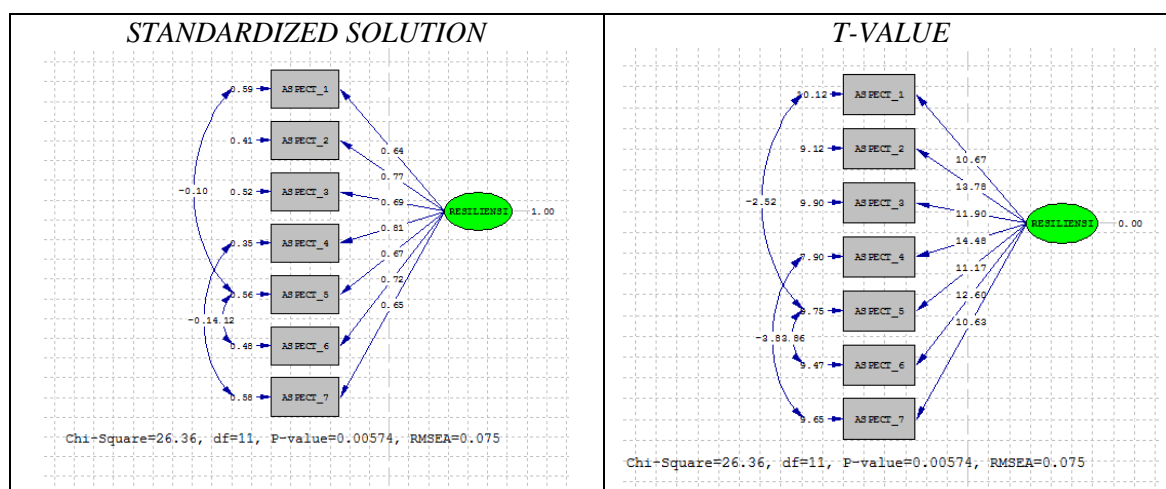 STANDARDIZED SOLUTION
0.59
ASPECT_1
0.41
ASPECT_2
0.52
ASPECT_3
0.35
ASPECT_4
0.56
ASPECT_5
0.48
ASPECT_6
0.58
ASPECT_7
-0.10
0.64
0.77
0.69
0.81
0.67
0.72
0.65
RESILIENSI
1.00
Chi-Square=26.36, df=11, P-value=0.00574, RMSEA=0.075
T-VALUE
10.12
ASPECT_1
9.12
ASPECT_2
9.90
ASPECT_3
7.90
ASPECT_4
9.75
ASPECT_5
9.47
ASPECT_6
9.65
ASPECT_7
-2.52
10.67
13.78
11.90
14.48
11.17
12.60
10.63
RESILIENSI
0.00
Chi-Square=26.36, df=11, P-value=0.00574, RMSEA=0.075